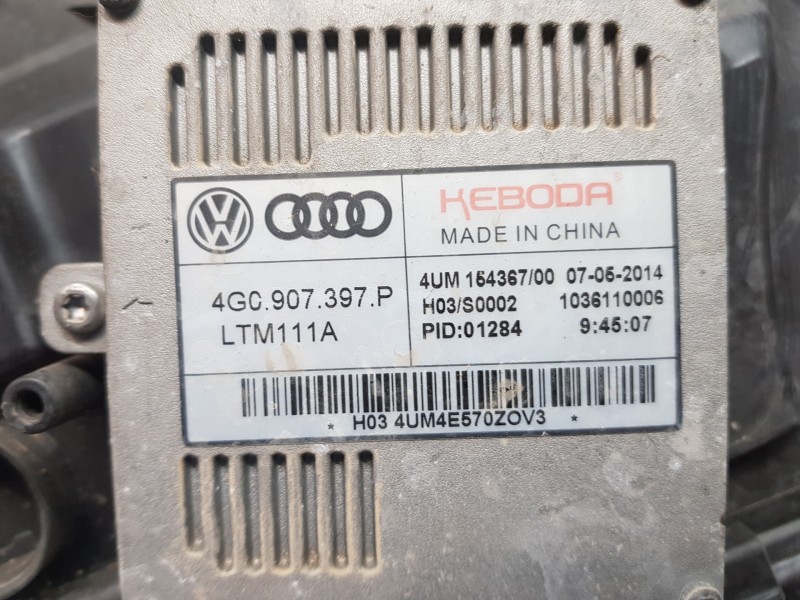 KEBODA
MADE IN CHINA
4G0.907.397.P
LTM111A
4UM 154367/00 07-05-2014
H03/S0002 1036110006
PID:01284 9:45:07
* H03 4UM4E570ZOV3 *